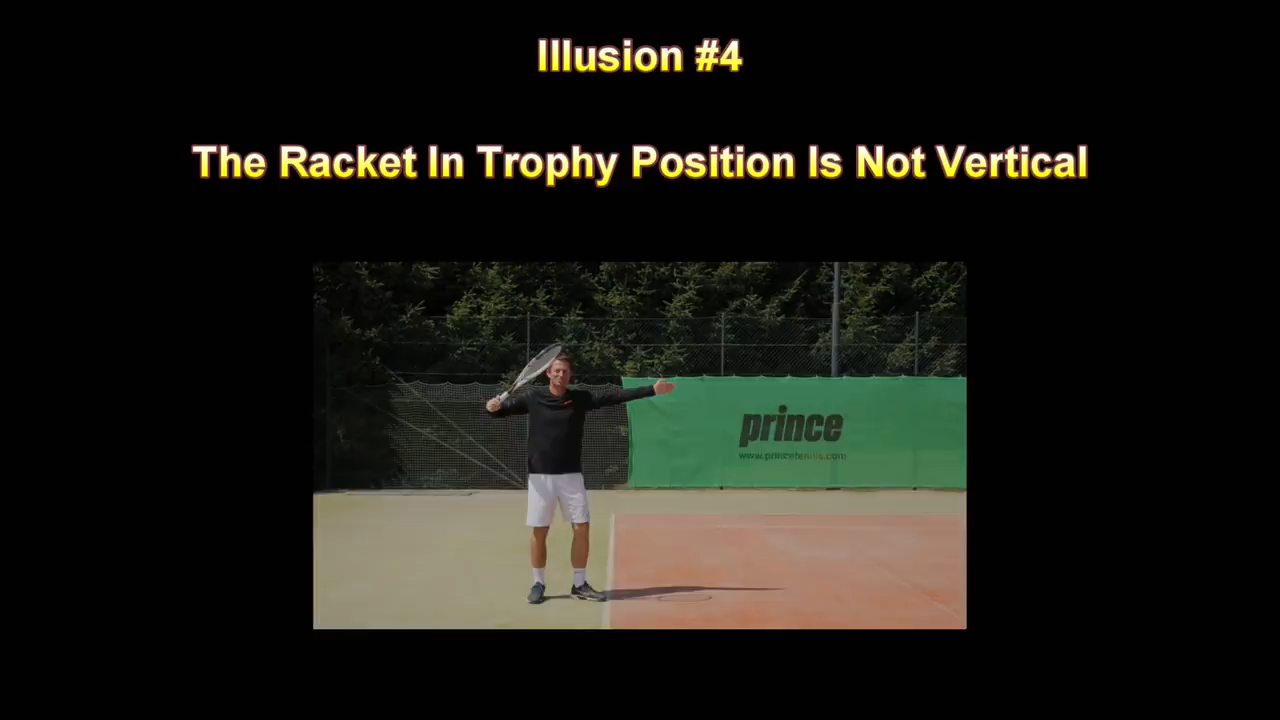 Illusion #4
The Racket In Trophy Position Is Not Vertical
prince
www.princetennis.com